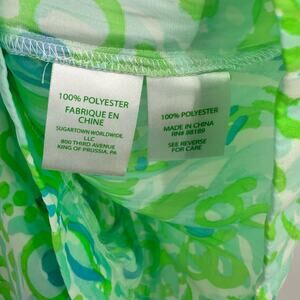 100% POLYESTER
FABRIQUE EN
CHINE
SUGARTOWN WORLDWIDE,
LLC
800 THIRD AVENUE
KING OF PRUSSIA, PA
100% POLYESTER
MADE IN CHINA
RN# 98189
SEE REVERSE
FOR CARE